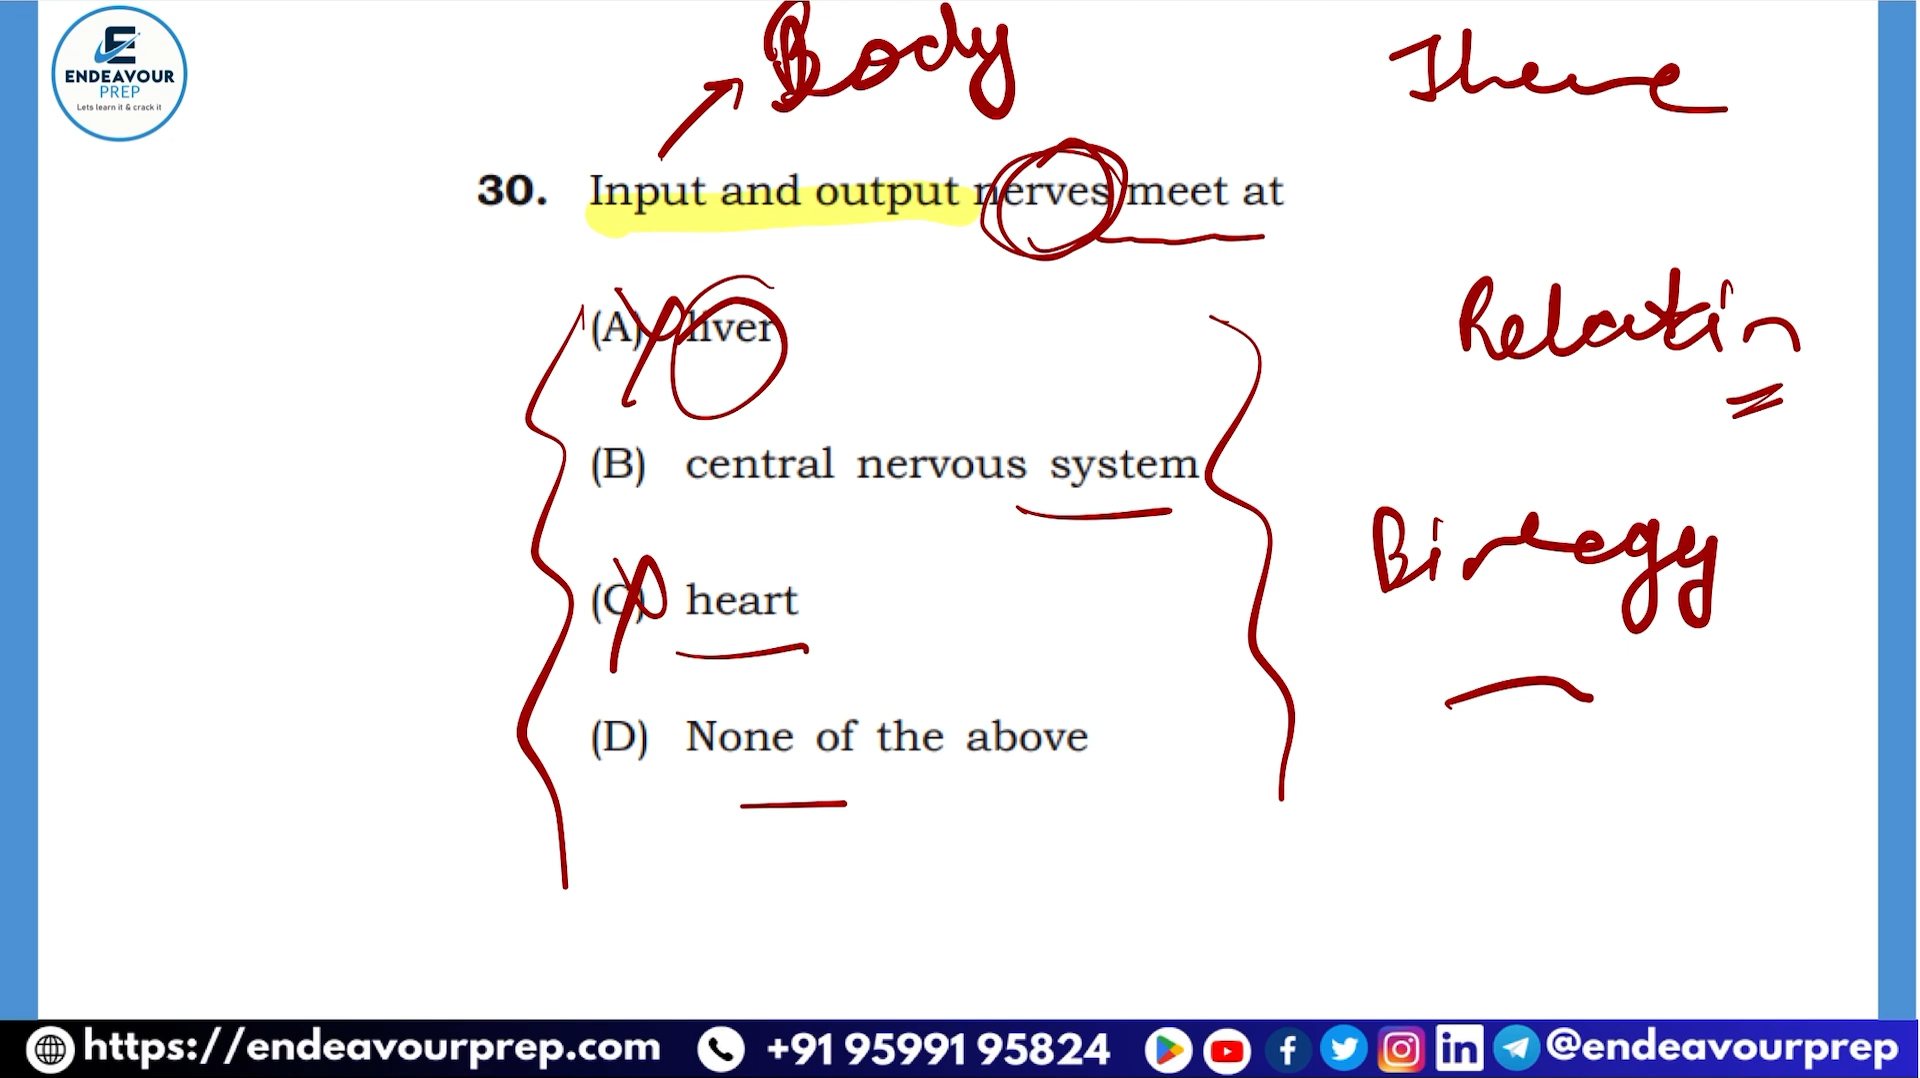 ENDEAVOUR
PREP
Lets learn it & crack it
Body
Theme
30. Input and output nerves meet at
(A) liver
Relation
(B) central nervous system
Biology
(C) heart
(D) None of the above
https://endeavourprep.com +91 95991 95824 @endeavourprep